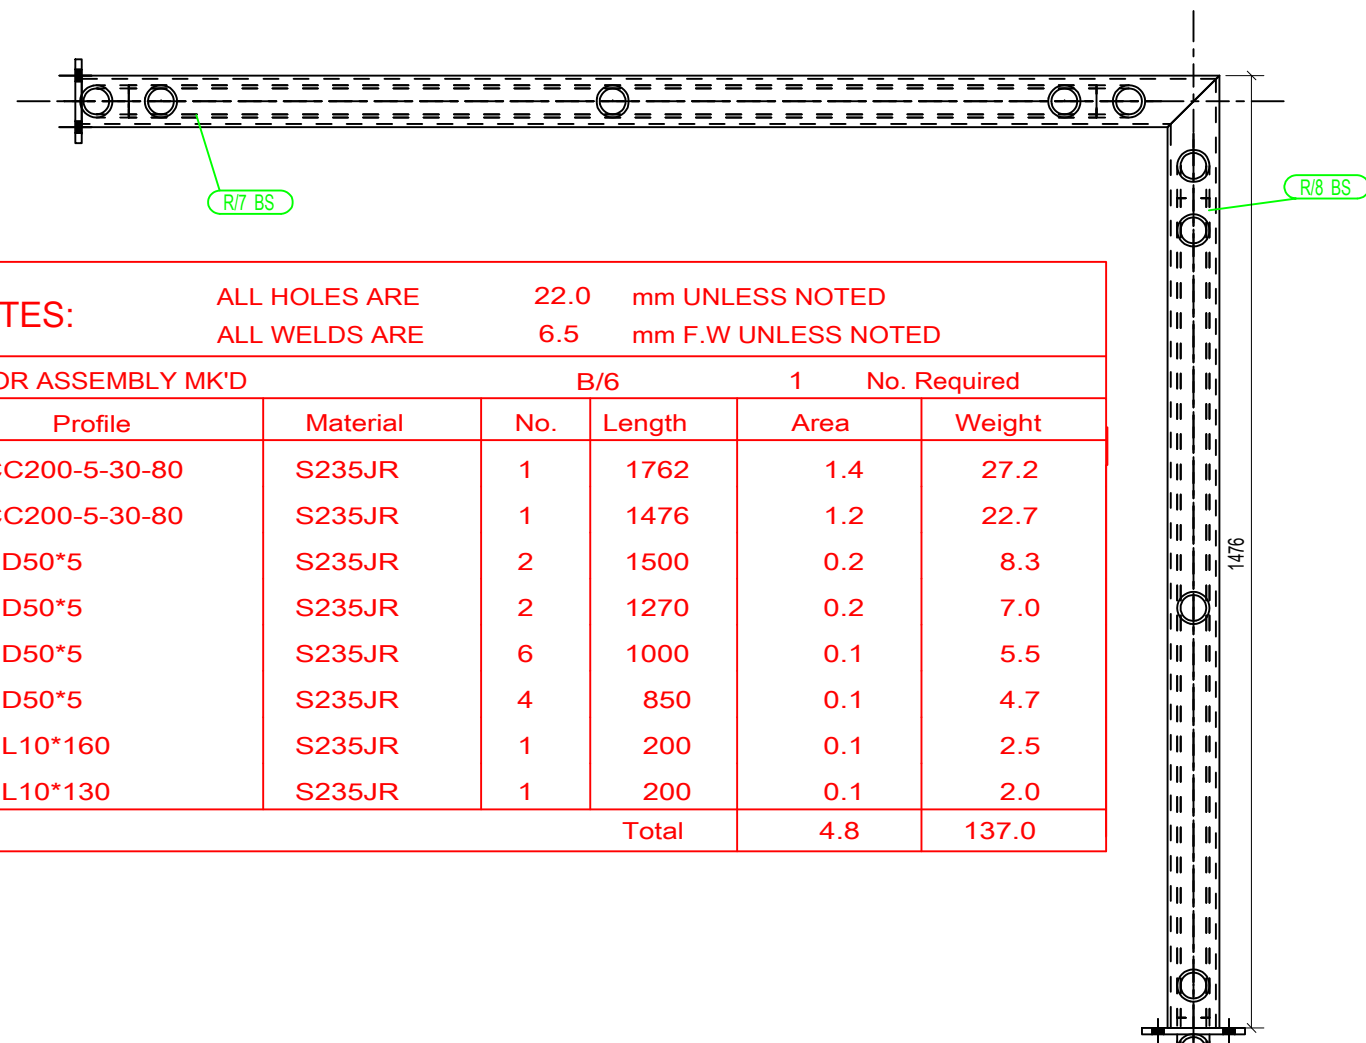 R/7 BS
R/8 BS
TES: ALL HOLES ARE 22.0 mm UNLESS NOTED
ALL WELDS ARE 6.5 mm F.W UNLESS NOTED
OR ASSEMBLY MK'D B/6 1 No. Required
Profile Material No. Length Area Weight
CC200-5-30-80 S235JR 1 1762 1.4 27.2
CC200-5-30-80 S235JR 1 1476 1.2 22.7
D50*5 S235JR 2 1500 0.2 8.3
D50*5 S235JR 2 1270 0.2 7.0
D50*5 S235JR 6 1000 0.1 5.5
D50*5 S235JR 4 850 0.1 4.7
L10*160 S235JR 1 200 0.1 2.5
L10*130 S235JR 1 200 0.1 2.0
Total 4.8 137.0
1476